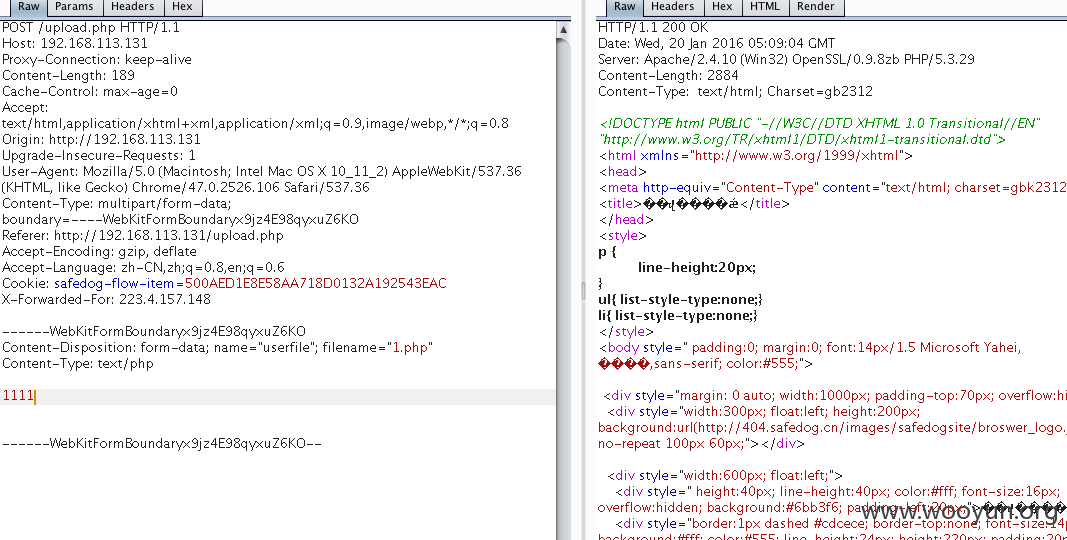 Raw Params Headers Hex
POST /upload.php HTTP/1.1
Host: 192.168.113.131
Proxy-Connection: keep-alive
Content-Length: 189
Cache-Control: max-age=0
Accept:
text/html,application/xhtml+xml,application/xml;q=0.9,image/webp,*/*;q=0.8
Origin: http://192.168.113.131
Upgrade-Insecure-Requests: 1
User-Agent: Mozilla/5.0 (Macintosh; Intel Mac OS X 10_11_2) AppleWebKit/537.36
(KHTML, like Gecko) Chrome/47.0.2526.106 Safari/537.36
Content-Type: multipart/form-data;
boundary=----WebKitFormBoundaryx9jz4E98qyxuZ6KO
Referer: http://192.168.113.131/upload.php
Accept-Encoding: gzip, deflate
Accept-Language: zh-CN,zh;q=0.8,en;q=0.6
Cookie: safedog-flow-item=500AED1E8E58AA718D0132A192543EAC
X-Forwarded-For: 223.4.157.148
------WebKitFormBoundaryx9jz4E98qyxuZ6KO
Content-Disposition: form-data; name="userfile"; filename="1.php"
Content-Type: text/php
1111
------WebKitFormBoundaryx9jz4E98qyxuZ6KO--
Raw Headers Hex HTML Render
HTTP/1.1 200 OK
Date: Wed, 20 Jan 2016 05:09:04 GMT
Server: Apache/2.4.10 (Win32) OpenSSL/0.9.8zb PHP/5.3.29
Content-Length: 2884
Content-Type: text/html; Charset=gb2312
<!DOCTYPE html PUBLIC "-//W3C//DTD XHTML 1.0 Transitional//EN"
"http://www.w3.org/TR/xhtml1/DTD/xhtml1-transitional.dtd">
<html xmlns="http://www.w3.org/1999/xhtml">
<head>
<meta http-equiv="Content-Type" content="text/html; charset=gbk2312
<title></title>
</head>
<style>
p {
line-height:20px;
}
ul{ list-style-type:none;}
li{ list-style-type:none;}
</style>
<body style=" padding:0; margin:0; font:14px/1.5 Microsoft Yahei,
����,sans-serif; color:#555;">
<div style="margin: 0 auto; width:1000px; padding-top:70px; overflow:hi
<div style="width:300px; float:left; height:200px;
background:url(http://404.safedog.cn/images/safedogsite/broswer_logo.j
no-repeat 100px 60px;"></div>
<div style="width:600px; float:left;">
<div style=" height:40px; line-height:40px; color:#fff; font-size:16px;
overflow:hidden; background:#6bb3f6; padding-left:20px;">
<div style="border:1px dashed #cdcece; border-top:none; font-size:14p
background:#fff; color:#555; line-height:24px; height:220px; padding:20
www.wooyun.org